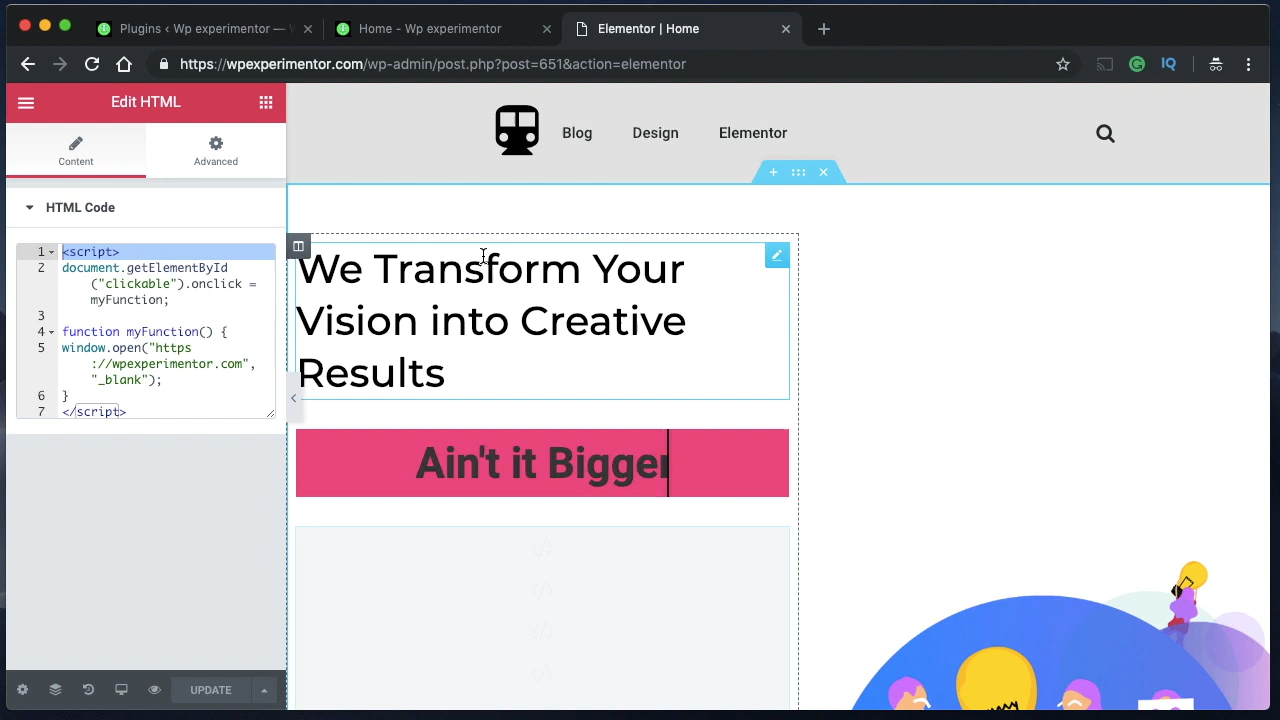 Plugins ‹ Wp experimentor —
Home - Wp experimentor
Elementor | Home
https://wpexperimentor.com/wp-admin/post.php?post=651&action=elementor
IQ
Edit HTML
Content
Advanced
HTML Code
1 <script>
2 document.getElementById
("clickable").onclick =
myFunction;
3
4 function myFunction() {
5 window.open("https
://wpexperimentor.com",
"_blank");
6 }
7 </script>
UPDATE
Blog Design Elementor
We Transform Your
Vision into Creative
Results
Ain't it Bigger
</>
</>
</>
</>